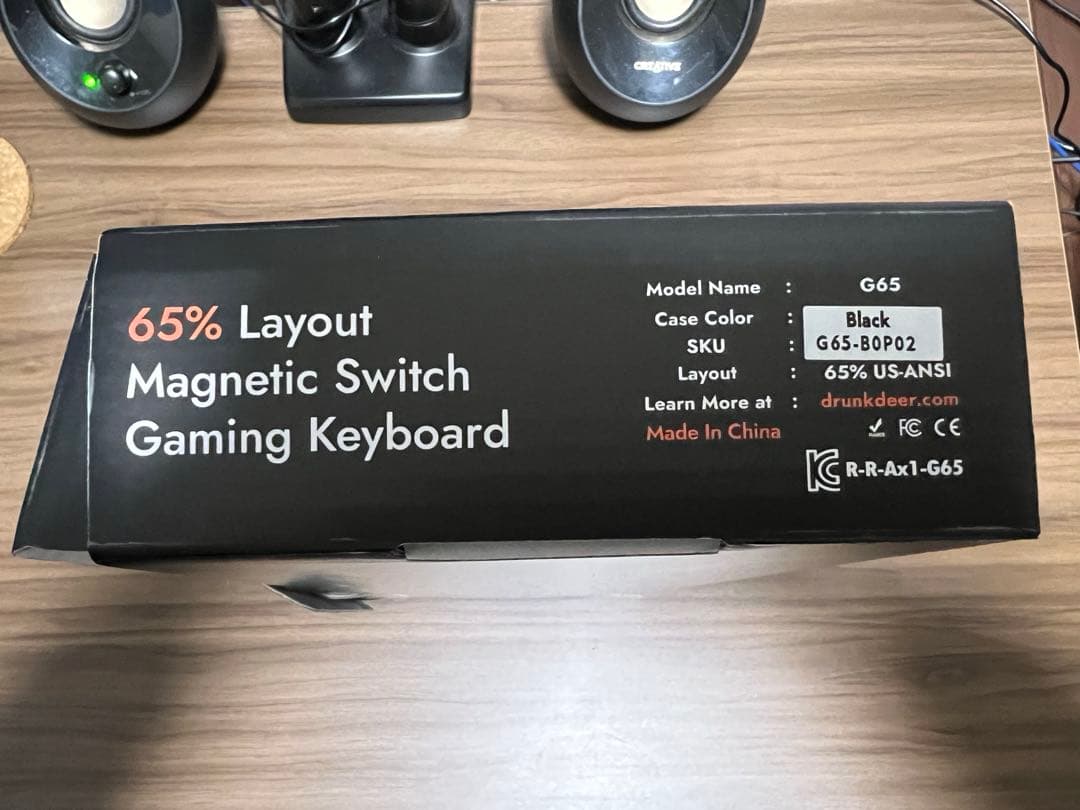 CREATIVE
65% Layout
Magnetic Switch
Gaming Keyboard
Model Name : G65
Case Color : Black
SKU : G65-B0P02
Layout : 65% US-ANSI
Learn More at : drunkdeer.com
Made In China
FC CE
R-R-Ax1-G65